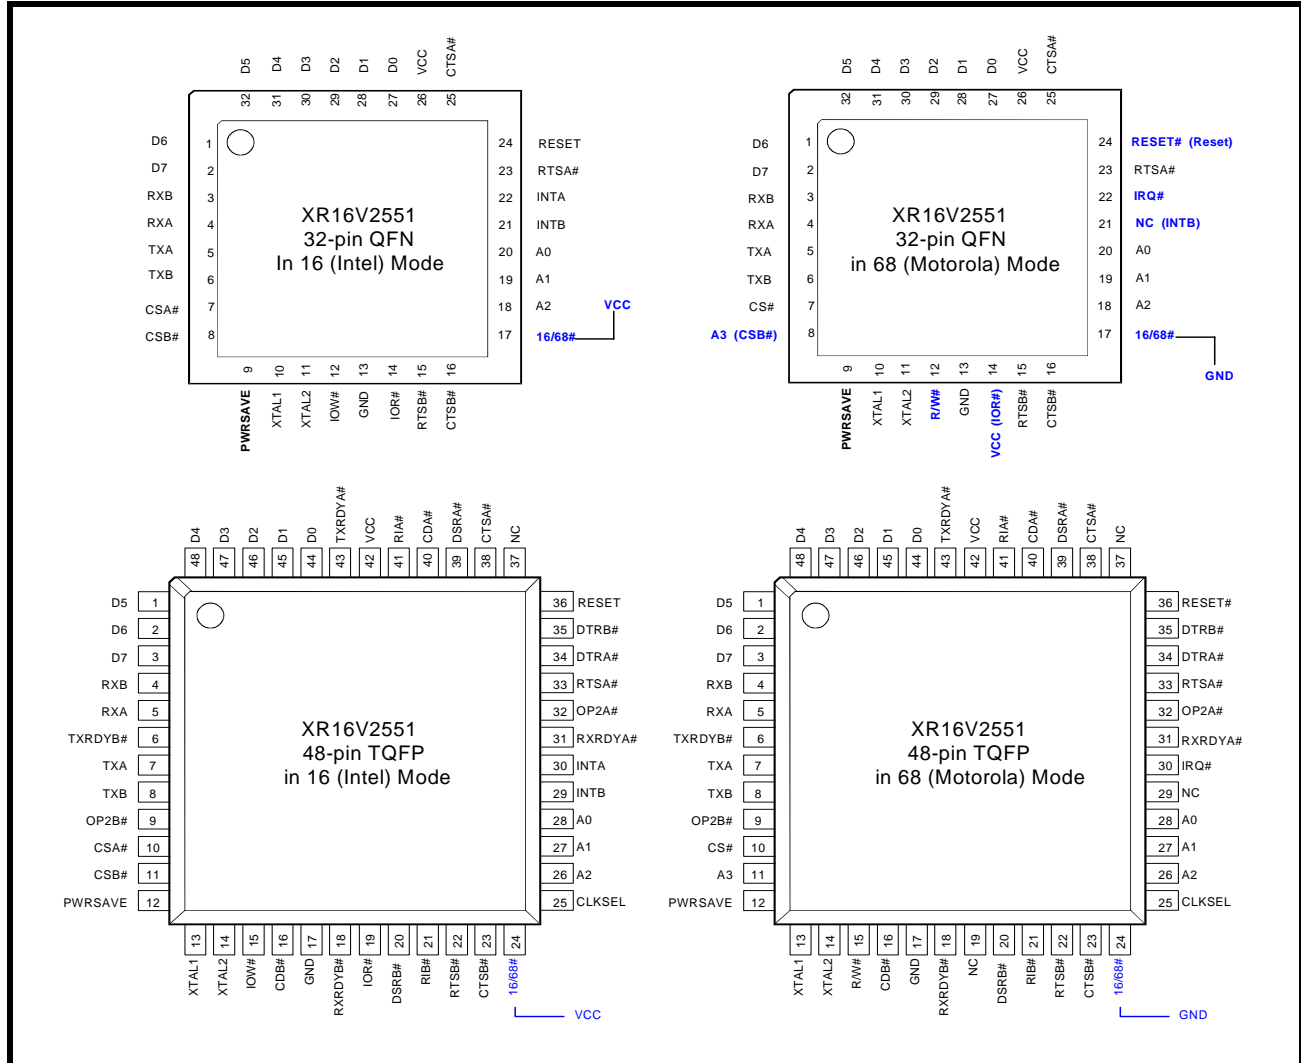 D5 D4 D3 D2 D1 D0 VCC CTSA#
32 31 30 29 28 27 26 25
D6 1 24 RESET
D7 2 23 RTSA#
RXB 3 22 INTA
RXA 4 21 INTB
TXA 5 20 A0
TXB 6 19 A1
CSA# 7 18 A2 VCC
CSB# 8 17 16/68#
XR16V2551
32-pin QFN
In 16 (Intel) Mode
9 10 11 12 13 14 15 16
PWRSAVE XTAL1 XTAL2 IOW# GND IOR# RTSB# CTSB#
D5 D4 D3 D2 D1 D0 VCC CTSA#
32 31 30 29 28 27 26 25
D6 1 24 RESET# (Reset)
D7 2 23 RTSA#
RXB 3 22 IRQ#
RXA 4 21 NC (INTB)
TXA 5 20 A0
TXB 6 19 A1
CS# 7 18 A2
A3 (CSB#) 8 17 16/68#
GND
XR16V2551
32-pin QFN
in 68 (Motorola) Mode
9 10 11 12 13 14 15 16
PWRSAVE XTAL1 XTAL2 R/W# GND VCC (IOR#) RTSB# CTSB#
D4 D3 D2 D1 D0 TXRDYA# VCC RIA# CDA# DSRA# CTSA# NC
48 47 46 45 44 43 42 41 40 39 38 37
D5 1 36 RESET
D6 2 35 DTRB#
D7 3 34 DTRA#
RXB 4 33 RTSA#
RXA 5 32 OP2A#
TXRDYB# 6 31 RXRDYA#
TXA 7 30 INTA
TXB 8 29 INTB
OP2B# 9 28 A0
CSA# 10 27 A1
CSB# 11 26 A2
PWRSAVE 12 25 CLKSEL
XR16V2551
48-pin TQFP
in 16 (Intel) Mode
13 14 15 16 17 18 19 20 21 22 23 24
XTAL1 XTAL2 IOW# CDB# GND RXRDYB# IOR# DSRB# RIB# RTSB# CTSB# 16/68#
VCC
D4 D3 D2 D1 D0 TXRDYA# VCC RIA# CDA# DSRA# CTSA# NC
48 47 46 45 44 43 42 41 40 39 38 37
D5 1 36 RESET#
D6 2 35 DTRB#
D7 3 34 DTRA#
RXB 4 33 RTSA#
RXA 5 32 OP2A#
TXRDYB# 6 31 RXRDYA#
TXA 7 30 IRQ#
TXB 8 29 NC
OP2B# 9 28 A0
CS# 10 27 A1
A3 11 26 A2
PWRSAVE 12 25 CLKSEL
XR16V2551
48-pin TQFP
in 68 (Motorola) Mode
13 14 15 16 17 18 19 20 21 22 23 24
XTAL1 XTAL2 R/W# CDB# GND RXRDYB# NC DSRB# RIB# RTSB# CTSB# 16/68#
GND